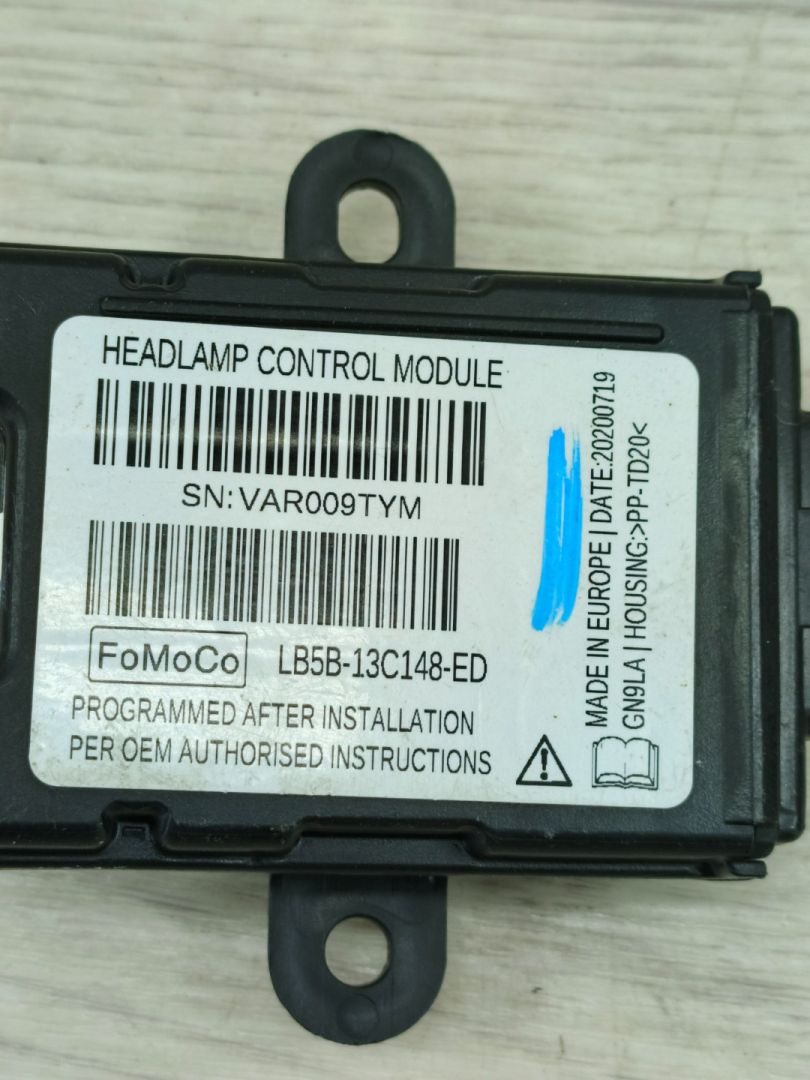 HEADLAMP CONTROL MODULE
SN:VAR009TYM
FoMoCo LB5B-13C148-ED
PROGRAMMED AFTER INSTALLATION
PER OEM AUTHORISED INSTRUCTIONS
MADE IN EUROPE | DATE:20200719
GN9LA | HOUSING:>PP-TD20<